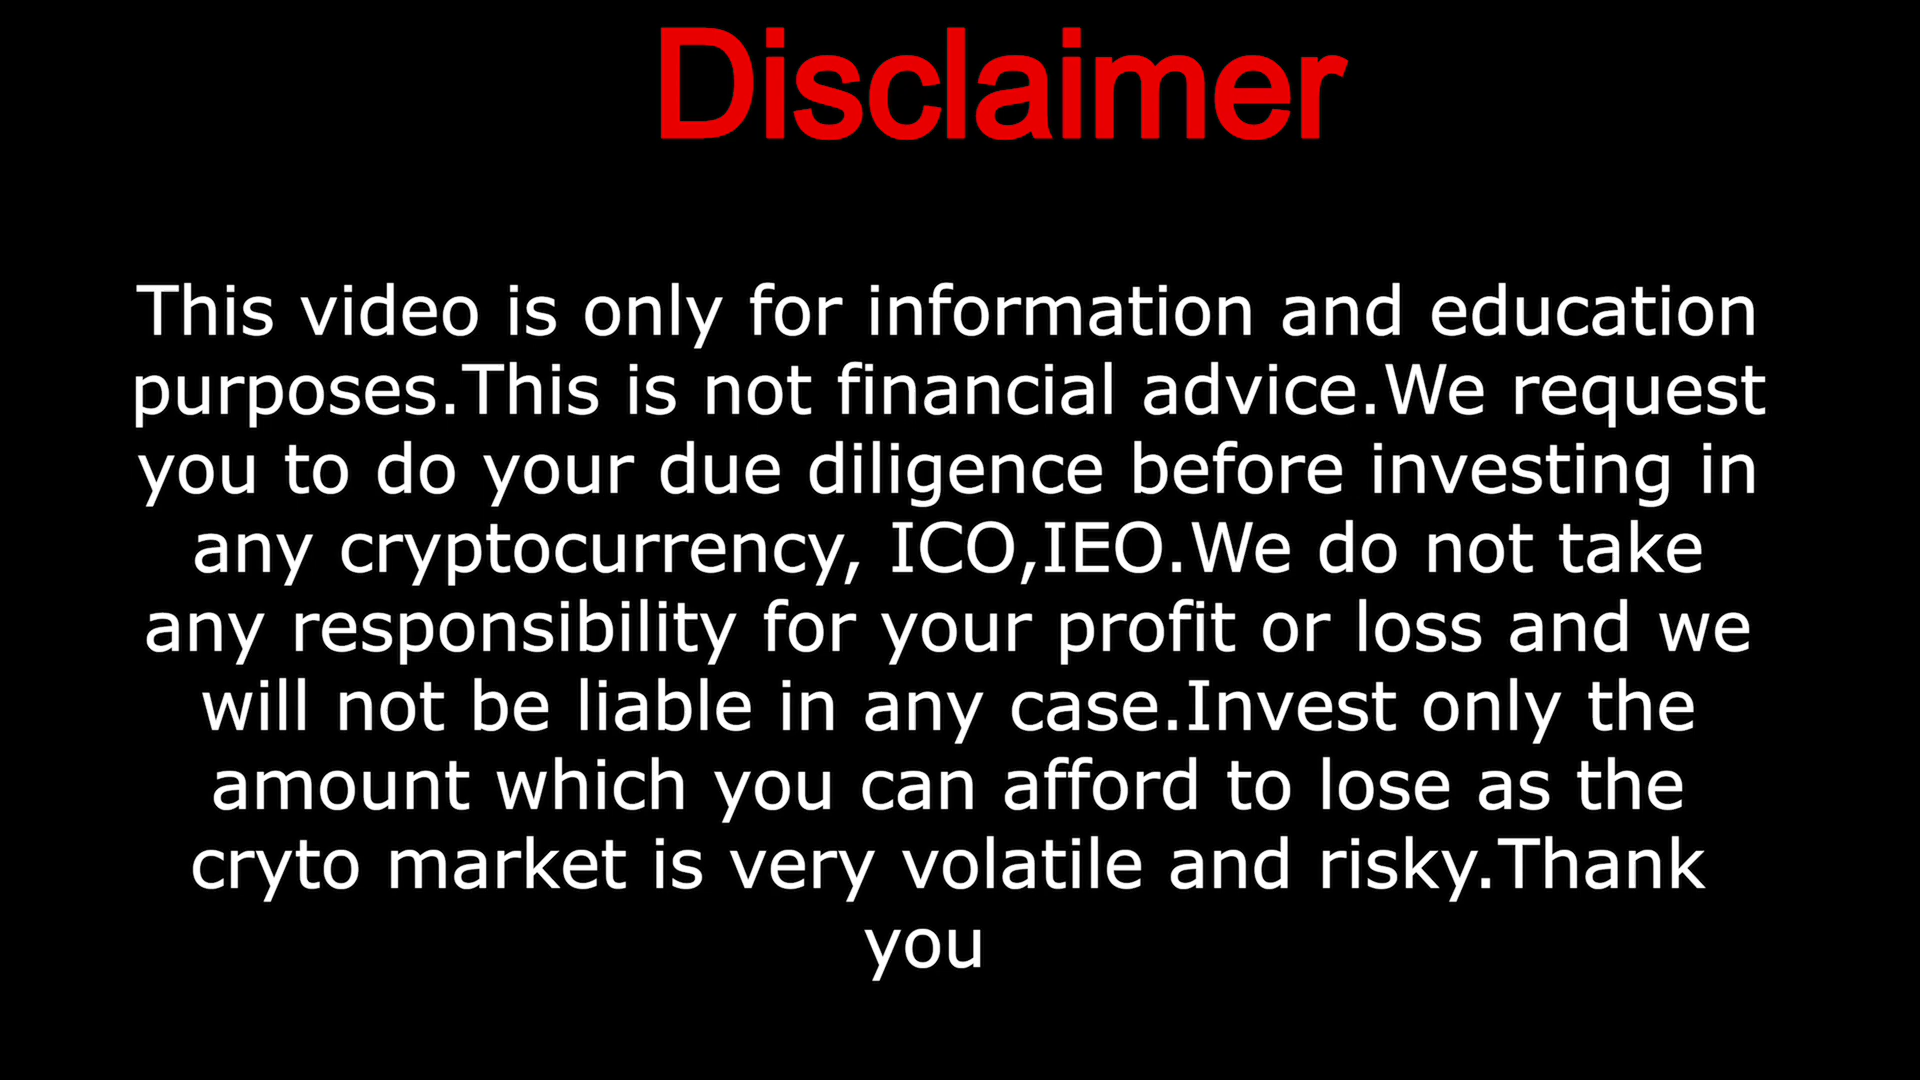 Disclaimer
This video is only for information and education
purposes.This is not financial advice.We request
you to do your due diligence before investing in
any cryptocurrency, ICO,IEO.We do not take
any responsibility for your profit or loss and we
will not be liable in any case.Invest only the
amount which you can afford to lose as the
cryto market is very volatile and risky.Thank
you